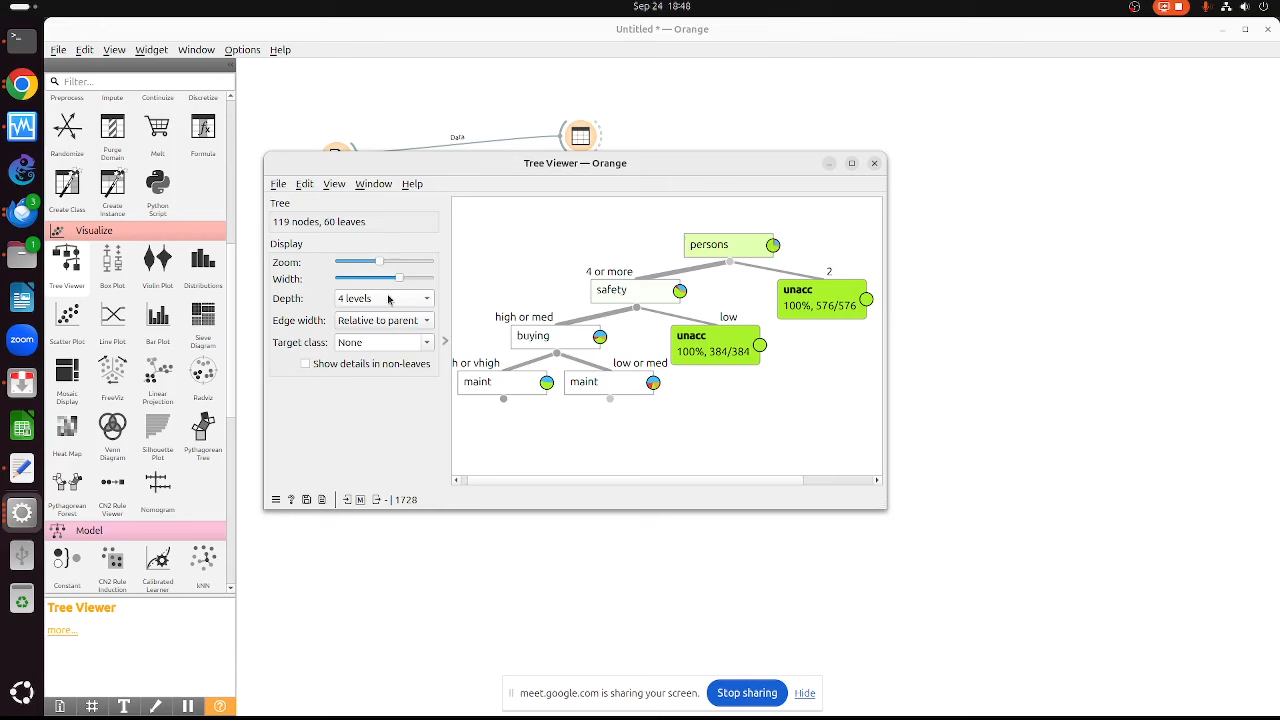 Sep 24 18:48
Untitled * — Orange
File Edit View Widget Window Options Help
Filter...
Preprocess Impute Continuize Discretize
Randomize Purge Domain Melt Formula
Create Class Create Instance Python Script
Visualize
Tree Viewer Box Plot Violin Plot Distributions
Scatter Plot Line Plot Bar Plot Sieve Diagram
Mosaic Display FreeViz Linear Projection Radviz
Heat Map Venn Diagram Silhouette Plot Pythagorean Tree
Pythagorean Forest CN2 Rule Viewer Nomogram
Model
Constant CN2 Rule Induction Calibrated Learner kNN
Tree Viewer
more...
3
1
zoom
Data
Tree Viewer — Orange
File Edit View Window Help
Tree
119 nodes, 60 leaves
Display
Zoom:
Width:
Depth: 4 levels
Edge width: Relative to parent
Target class: None
Show details in non-leaves
persons
4 or more 2
safety
unacc
100%, 576/576
high or med low
buying
unacc
100%, 384/384
h or vhigh low or med
maint maint
M - | 1728
meet.google.com is sharing your screen. Stop sharing Hide